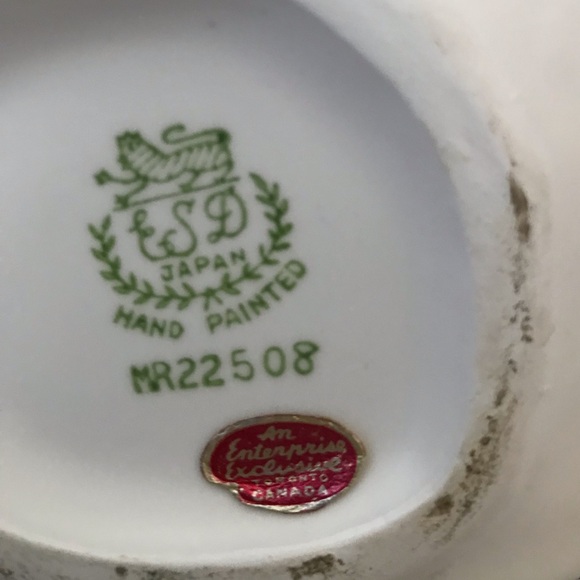 ESD
JAPAN
HAND PAINTED
MR22508
An
Enterprise
Exclusive
TORONTO
CANADA